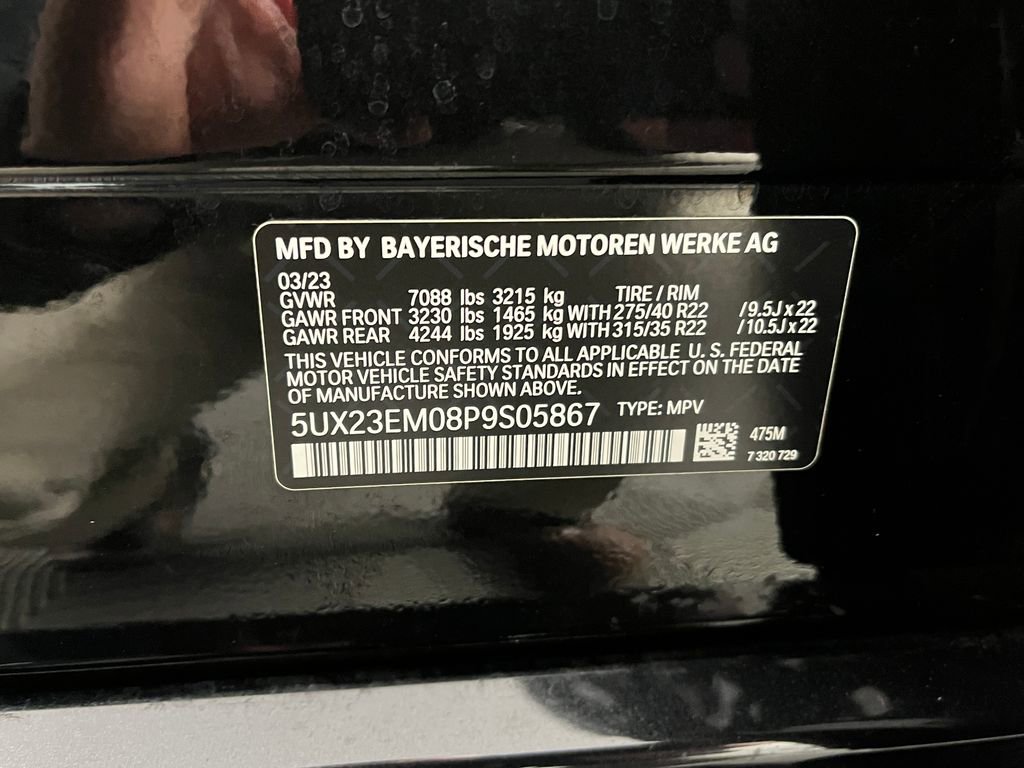 MFD BY BAYERISCHE MOTOREN WERKE AG
03/23
GVWR 7088 lbs 3215 kg TIRE / RIM
GAWR FRONT 3230 lbs 1465 kg WITH 275/40 R22 /9.5J x 22
GAWR REAR 4244 lbs 1925 kg WITH 315/35 R22 /10.5J x 22
THIS VEHICLE CONFORMS TO ALL APPLICABLE U. S. FEDERAL
MOTOR VEHICLE SAFETY STANDARDS IN EFFECT ON THE DATE
OF MANUFACTURE SHOWN ABOVE.
5UX23EM08P9S05867 TYPE: MPV
475M
7 320 729